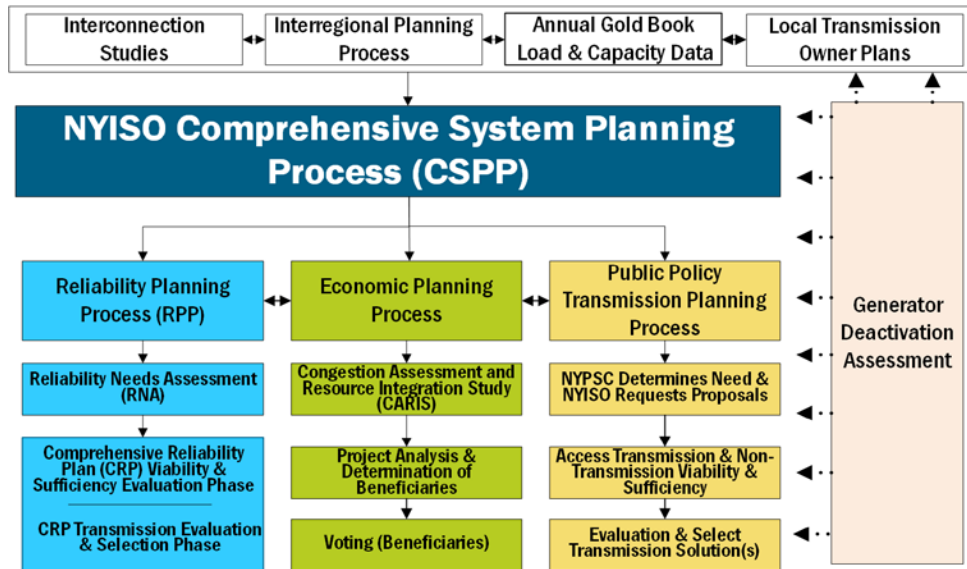 Interconnection
Studies
Interregional Planning
Process
Annual Gold Book
Load & Capacity Data
Local Transmission
Owner Plans
NYISO Comprehensive System Planning
Process (CSPP)
Reliability Planning
Process (RPP)
Economic Planning
Process
Public Policy
Transmission Planning
Process
Generator
Deactivation
Assessment
Reliability Needs Assessment
(RNA)
Congestion Assessment and
Resource Integration Study
(CARIS)
NYPSC Determines Need &
NYISO Requests Proposals
Comprehensive Reliability
Plan (CRP) Viability &
Sufficiency Evaluation Phase
CRP Transmission Evaluation
& Selection Phase
Project Analysis &
Determination of
Beneficiaries
Access Transmission & Non-
Transmission Viability &
Sufficiency
Voting (Beneficiaries)
Evaluation & Select
Transmission Solution(s)